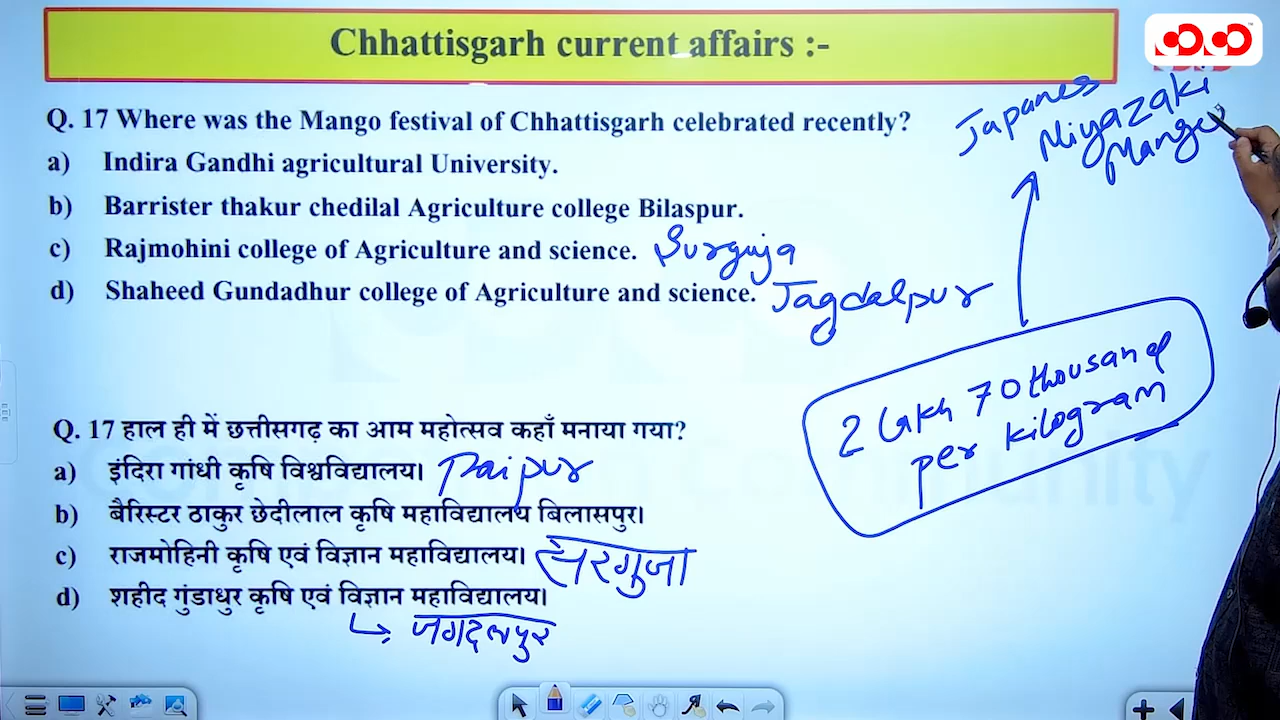 Chhattisgarh current affairs :-
Japanes
Miyazaki
Mango
Q. 17 Where was the Mango festival of Chhattisgarh celebrated recently?
a) Indira Gandhi agricultural University.
b) Barrister thakur chedilal Agriculture college Bilaspur.
c) Rajmohini college of Agriculture and science. Surguja
d) Shaheed Gundadhur college of Agriculture and science. Jagdalpur
2 lakh 70 thousand
per kilogram
Q. 17 हाल ही में छत्तीसगढ़ का आम महोत्सव कहाँ मनाया गया?
a) इंदिरा गांधी कृषि विश्वविद्यालय। Raipur
b) बैरिस्टर ठाकुर छेदीलाल कृषि महाविद्यालय बिलासपुर।
c) राजमोहिनी कृषि एवं विज्ञान महाविद्यालय। सरगुजा
d) शहीद गुंडाधुर कृषि एवं विज्ञान महाविद्यालय।
जगदलपुर